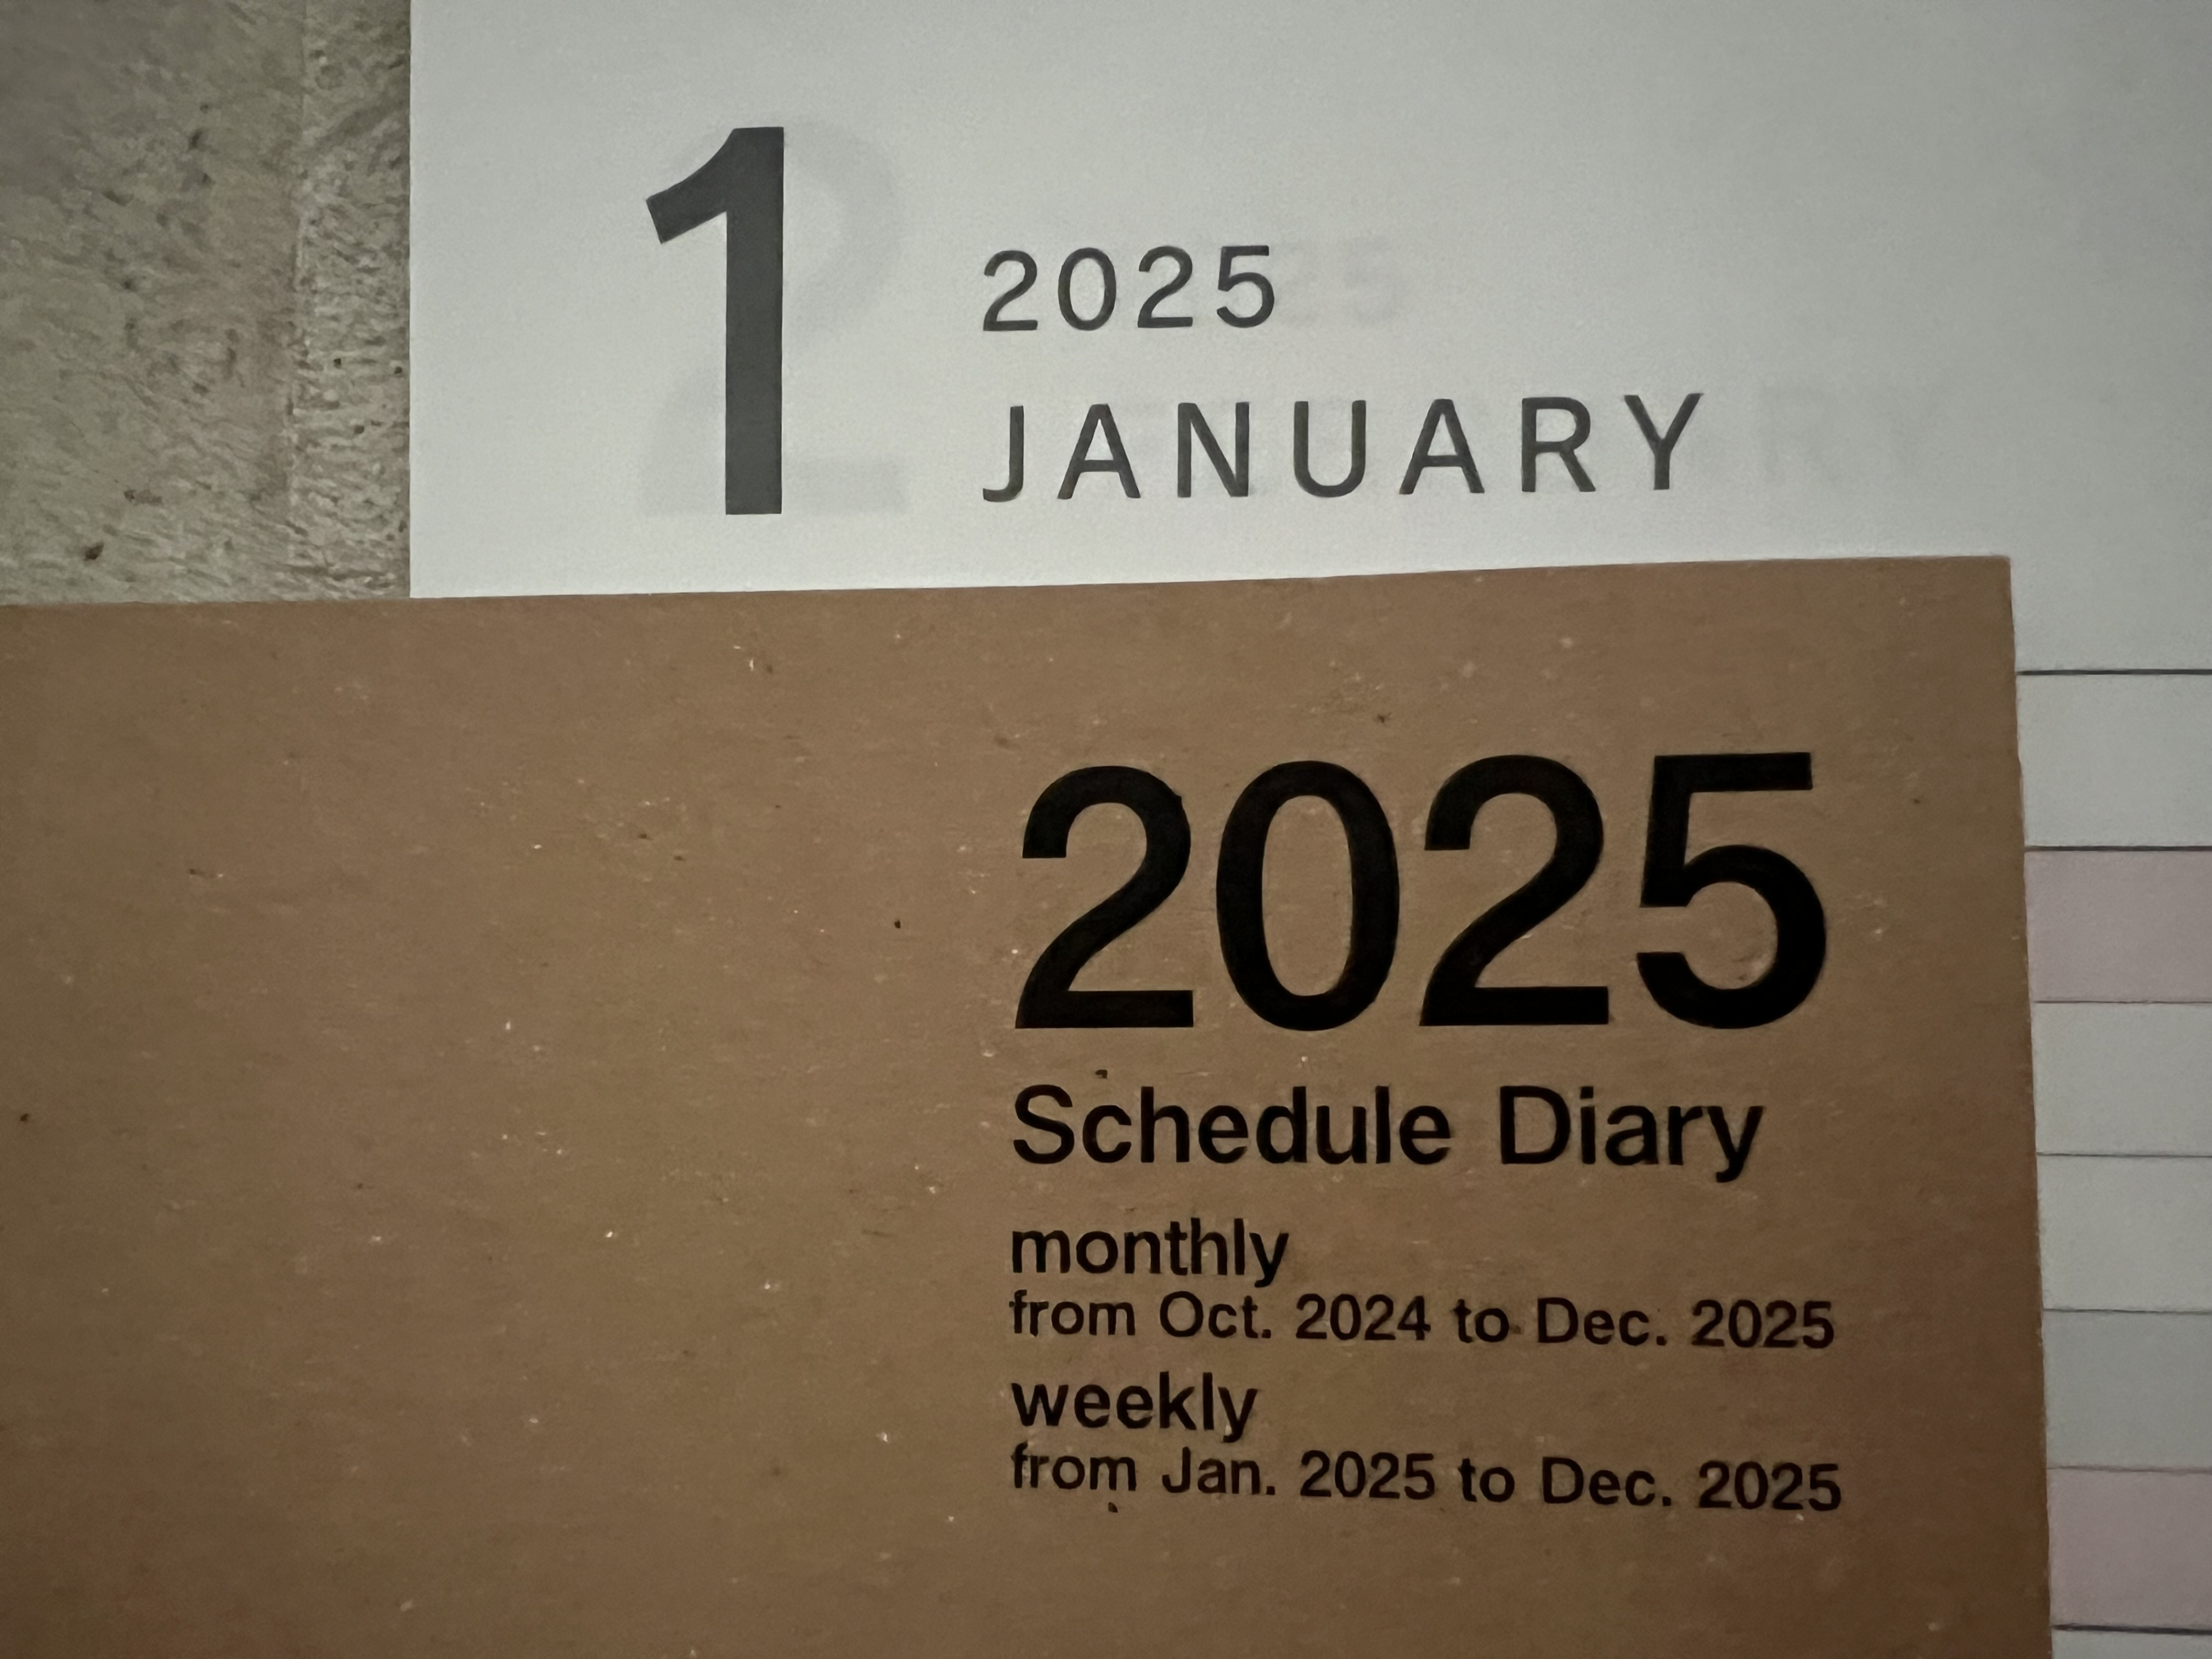 1
2025
JANUARY
2025
Schedule Diary
monthly
from Oct. 2024 to Dec. 2025
weekly
from Jan. 2025 to Dec. 2025